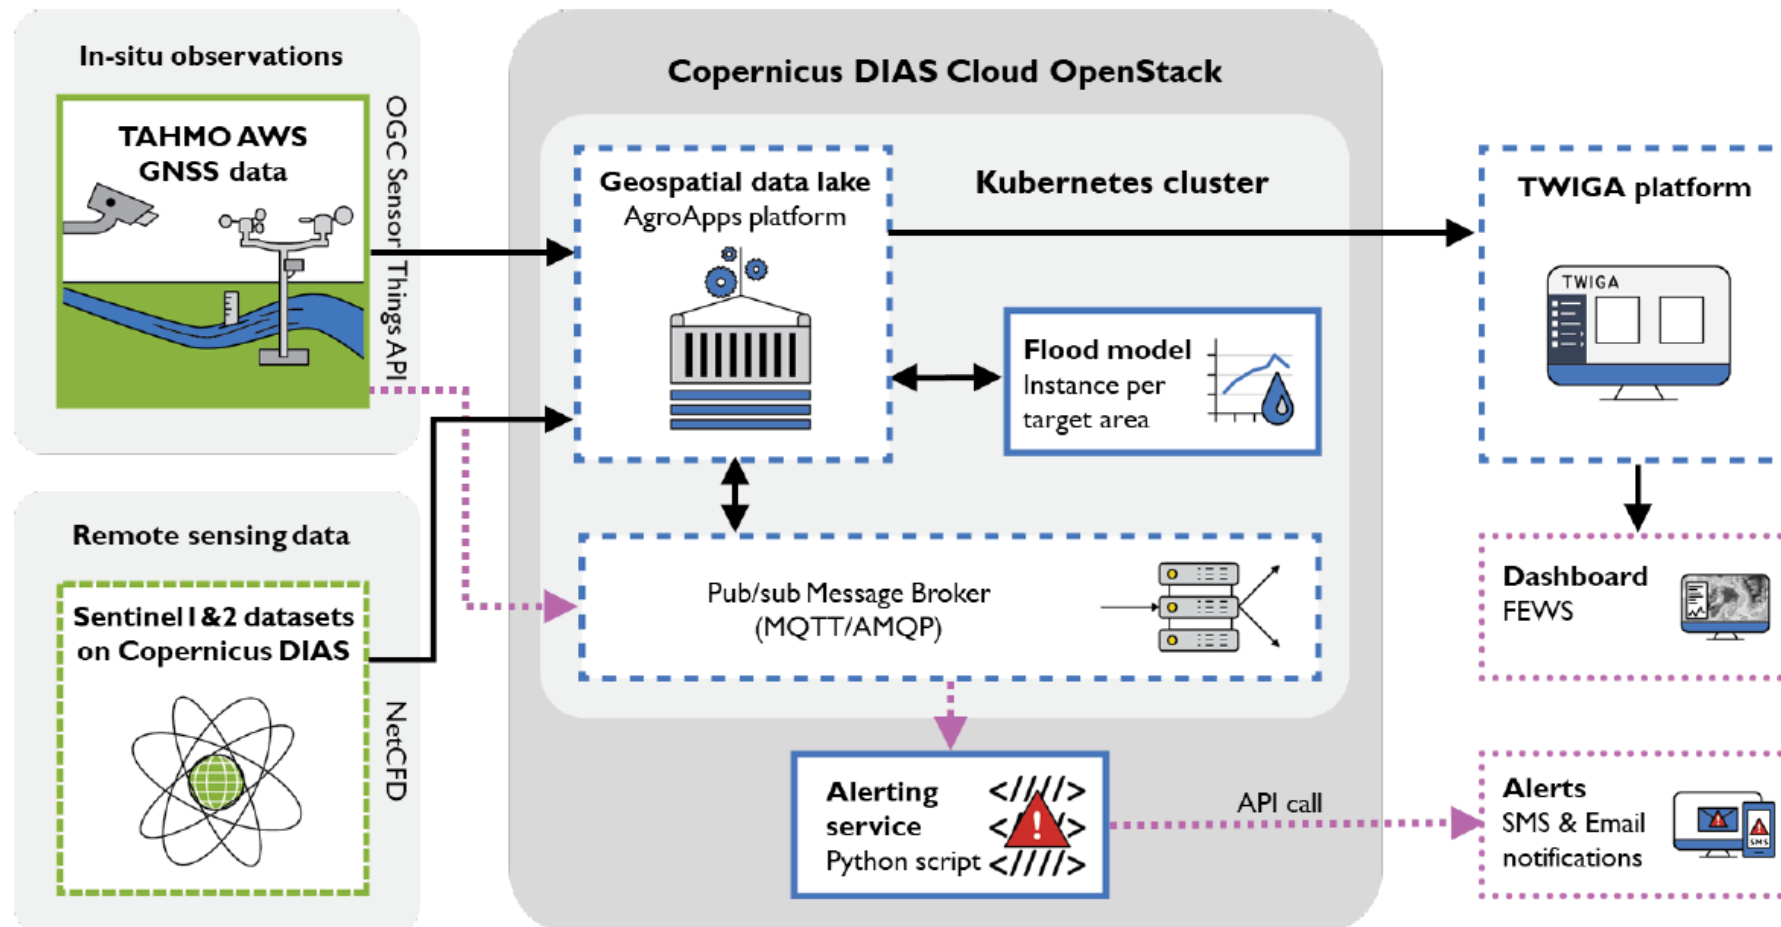 In-situ observations
TAHMO AWS
GNSS data
OGC Sensor Things API
Remote sensing data
Sentinel 1&2 datasets
on Copernicus DIAS
NetCFD
Copernicus DIAS Cloud OpenStack
Kubernetes cluster
Geospatial data lake
AgroApps platform
Flood model
Instance per
target area
Pub/sub Message Broker
(MQTT/AMQP)
Alerting
service
Python script
</////>
</////>
</////>
!
API call
TWIGA platform
TWIGA
Dashboard
FEWS
Alerts
SMS & Email
notifications
SMS